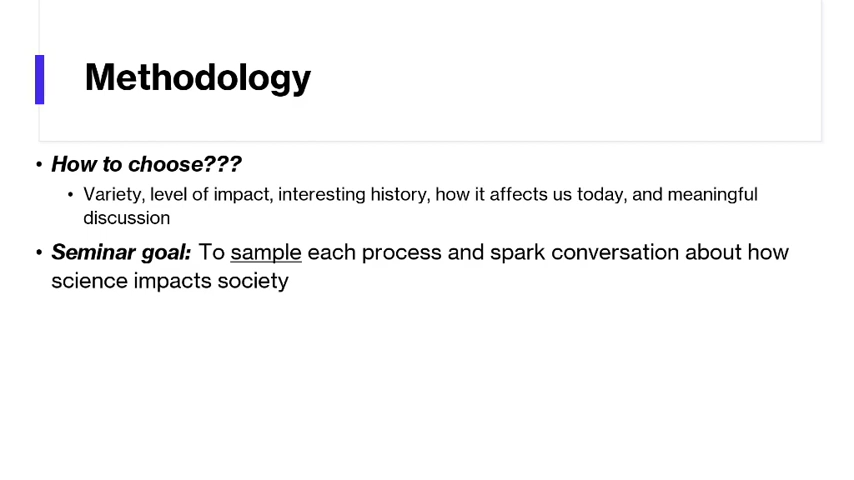 Methodology
• How to choose???
• Variety, level of impact, interesting history, how it affects us today, and meaningful
discussion
• Seminar goal: To sample each process and spark conversation about how
science impacts society